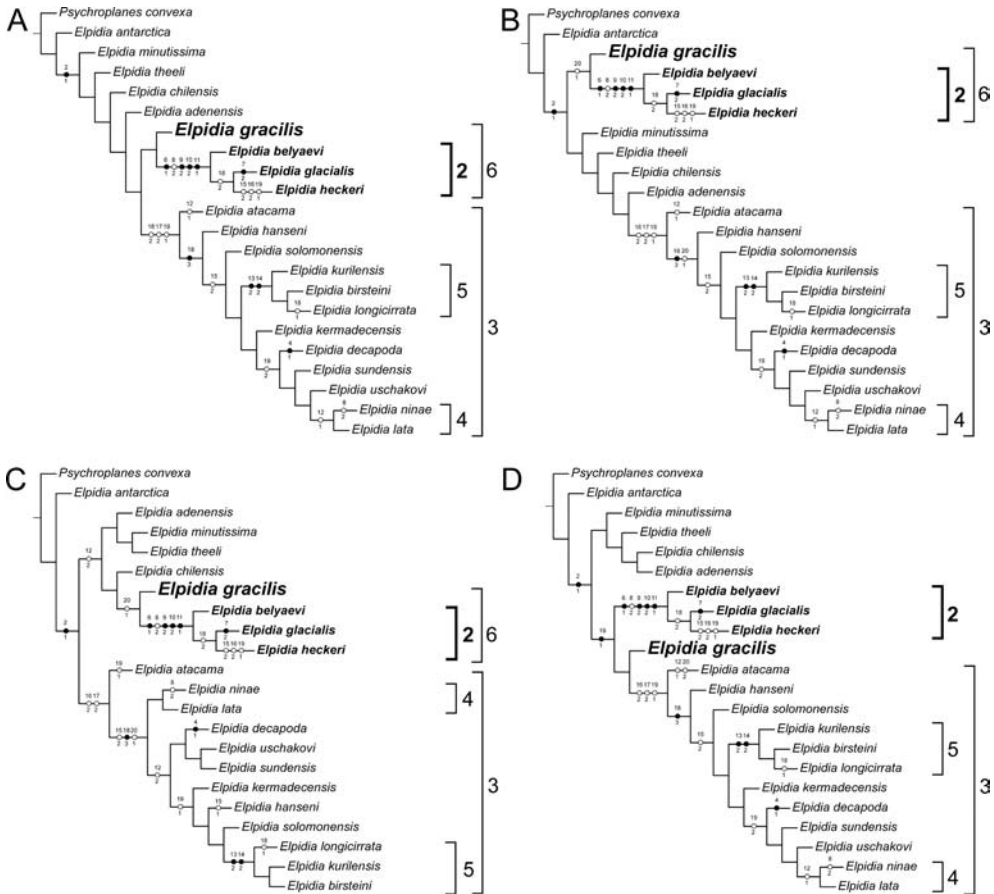 A
Psychroplanes convexa
Elpidia antarctica
Elpidia minutissima
Elpidia theeli
Elpidia chilensis
Elpidia adenensis
Elpidia gracilis
Elpidia belyaevi
Elpidia glacialis
Elpidia heckeri
Elpidia atacama
Elpidia hanseni
Elpidia solomonensis
Elpidia kurilensis
Elpidia birsteini
Elpidia longicirrata
Elpidia kermadecensis
Elpidia decapoda
Elpidia sundensis
Elpidia uschakovi
Elpidia ninae
Elpidia lata
2
6
5
3
4
B
Psychroplanes convexa
Elpidia antarctica
Elpidia gracilis
Elpidia belyaevi
Elpidia glacialis
Elpidia heckeri
Elpidia minutissima
Elpidia theeli
Elpidia chilensis
Elpidia adenensis
Elpidia atacama
Elpidia hanseni
Elpidia solomonensis
Elpidia kurilensis
Elpidia birsteini
Elpidia longicirrata
Elpidia kermadecensis
Elpidia decapoda
Elpidia sundensis
Elpidia uschakovi
Elpidia ninae
Elpidia lata
2
6
5
3
4
C
Psychroplanes convexa
Elpidia antarctica
Elpidia adenensis
Elpidia minutissima
Elpidia theeli
Elpidia chilensis
Elpidia gracilis
Elpidia belyaevi
Elpidia glacialis
Elpidia heckeri
Elpidia atacama
Elpidia ninae
Elpidia lata
Elpidia decapoda
Elpidia uschakovi
Elpidia sundensis
Elpidia kermadecensis
Elpidia hanseni
Elpidia solomonensis
Elpidia longicirrata
Elpidia kurilensis
Elpidia birsteini
2
6
4
3
5
D
Psychroplanes convexa
Elpidia antarctica
Elpidia minutissima
Elpidia theeli
Elpidia chilensis
Elpidia adenensis
Elpidia belyaevi
Elpidia glacialis
Elpidia heckeri
Elpidia gracilis
Elpidia atacama
Elpidia hanseni
Elpidia solomonensis
Elpidia kurilensis
Elpidia birsteini
Elpidia longicirrata
Elpidia kermadecensis
Elpidia decapoda
Elpidia sundensis
Elpidia uschakovi
Elpidia ninae
Elpidia lata
2
5
3
4